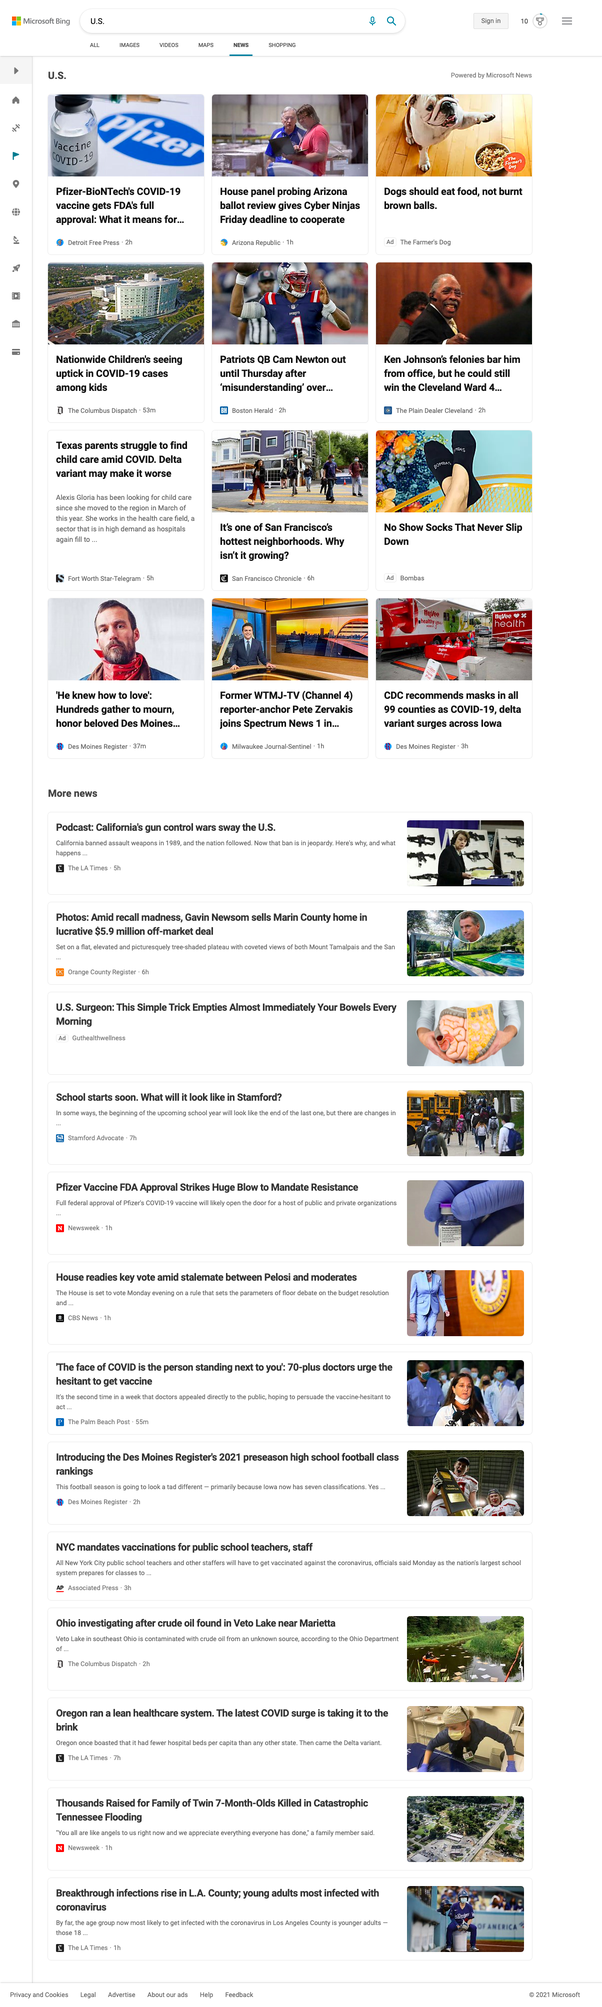 Microsoft Bing
U.S.
Sign in
10
ALL
IMAGES
VIDEOS
MAPS
NEWS
SHOPPING
U.S.
Powered by Microsoft News
Vaccine
COVID-19
Pfizer
Pfizer-BioNTech's COVID-19
vaccine gets FDA's full
approval: What it means for...
Detroit Free Press · 2h
House panel probing Arizona
ballot review gives Cyber Ninjas
Friday deadline to cooperate
Arizona Republic · 1h
The Farmer's Dog
Dogs should eat food, not burnt
brown balls.
Ad The Farmer's Dog
Nationwide Children's seeing
uptick in COVID-19 cases
among kids
The Columbus Dispatch · 53m
1
Patriots QB Cam Newton out
until Thursday after
'misunderstanding' over...
Boston Herald · 2h
Ken Johnson's felonies bar him
from office, but he could still
win the Cleveland Ward 4...
The Plain Dealer Cleveland · 2h
Texas parents struggle to find
child care amid COVID. Delta
variant may make it worse
Alexis Gloria has been looking for child care
since she moved to the region in March of
this year. She works in the health care field, a
sector that is in high demand as hospitals
again fill to ...
Fort Worth Star-Telegram · 5h
It's one of San Francisco's
hottest neighborhoods. Why
isn't it growing?
San Francisco Chronicle · 6h
No Show Socks That Never Slip
Down
Ad Bombas
'He knew how to love':
Hundreds gather to mourn,
honor beloved Des Moines...
Des Moines Register · 37m
Former WTMJ-TV (Channel 4)
reporter-anchor Pete Zervakis
joins Spectrum News 1 in...
Milwaukee Journal-Sentinel · 1h
HyVee
health
CDC recommends masks in all
99 counties as COVID-19, delta
variant surges across Iowa
Des Moines Register · 3h
More news
Podcast: California's gun control wars sway the U.S.
California banned assault weapons in 1989, and the nation followed. Now that ban is in jeopardy. Here's why, and what
happens ...
The LA Times · 5h
Photos: Amid recall madness, Gavin Newsom sells Marin County home in
lucrative $5.9 million off-market deal
Set on a flat, elevated and picturesquely tree-shaded plateau with coveted views of both Mount Tamalpais and the San
...
Orange County Register · 6h
U.S. Surgeon: This Simple Trick Empties Almost Immediately Your Bowels Every
Morning
Ad Guthealthwellness
School starts soon. What will it look like in Stamford?
In some ways, the beginning of the upcoming school year will look like the end of the last one, but there are changes in
...
Stamford Advocate · 7h
Pfizer Vaccine FDA Approval Strikes Huge Blow to Mandate Resistance
Full federal approval of Pfizer's COVID-19 vaccine will likely open the door for a host of public and private organizations
...
N Newsweek · 1h
House readies key vote amid stalemate between Pelosi and moderates
The House is set to vote Monday evening on a rule that sets the parameters of floor debate on the budget resolution
and ...
CBS News · 1h
'The face of COVID is the person standing next to you': 70-plus doctors urge the
hesitant to get vaccine
It's the second time in a week that doctors appealed directly to the public, hoping to persuade the vaccine-hesitant to
act ...
P The Palm Beach Post · 55m
Introducing the Des Moines Register's 2021 preseason high school football class
rankings
This football season is going to look a tad different — primarily because Iowa now has seven classifications. Yes ...
Des Moines Register · 2h
NYC mandates vaccinations for public school teachers, staff
All New York City public school teachers and other staffers will have to get vaccinated against the coronavirus, officials said Monday as the nation's largest school
system prepares for classes to ...
AP Associated Press · 3h
Ohio investigating after crude oil found in Veto Lake near Marietta
Veto Lake in southeast Ohio is contaminated with crude oil from an unknown source, according to the Ohio Department
of ...
The Columbus Dispatch · 2h
Oregon ran a lean healthcare system. The latest COVID surge is taking it to the
brink
Oregon once boasted that it had fewer hospital beds per capita than any other state. Then came the Delta variant.
The LA Times · 7h
Thousands Raised for Family of Twin 7-Month-Olds Killed in Catastrophic
Tennessee Flooding
"You all are like angels to us right now and we appreciate everything everyone has done," a family member said.
N Newsweek · 1h
Breakthrough infections rise in L.A. County; young adults most infected with
coronavirus
By far, the age group now most likely to get infected with the coronavirus in Los Angeles County is younger adults —
those 18 ...
The LA Times · 1h
OF AMERICA
Privacy and Cookies
Legal
Advertise
About our ads
Help
Feedback
© 2021 Microsoft